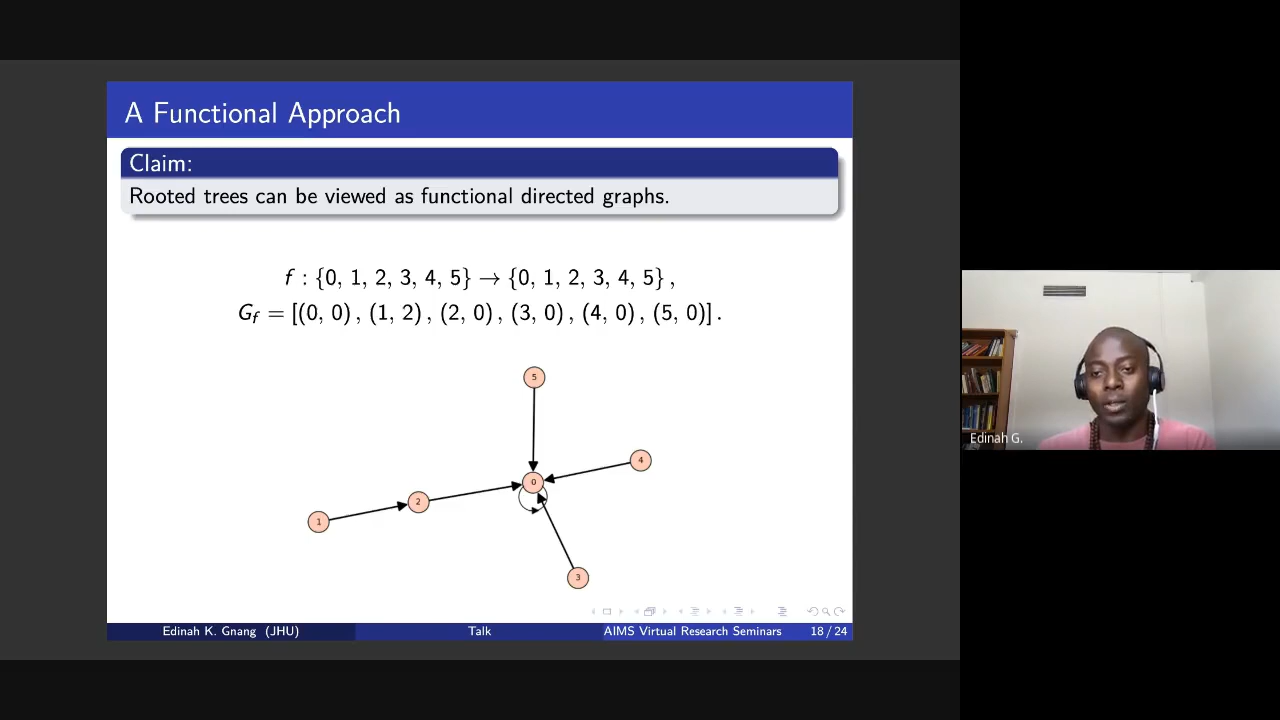 A Functional Approach
Claim:
Rooted trees can be viewed as functional directed graphs.
f : {0, 1, 2, 3, 4, 5} → {0, 1, 2, 3, 4, 5} ,
G_f = [(0, 0) , (1, 2) , (2, 0) , (3, 0) , (4, 0) , (5, 0)] .
5
4
0
2
1
3
Edinah K. Gnang (JHU) Talk AIMS Virtual Research Seminars 18 / 24
Edinah G.